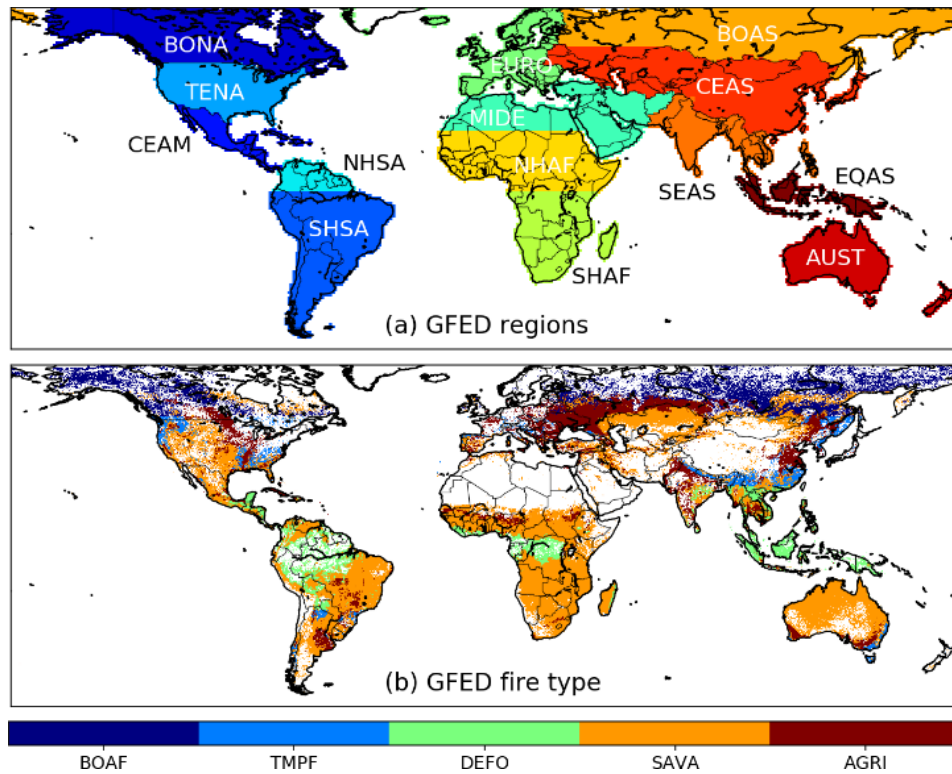 BONA
BOAS
EURO
TENA
CEAS
MIDE
CEAM
NHSA
NHAF
SEAS
EQAS
SHSA
AUST
SHAF
(a) GFED regions
(b) GFED fire type
BOAF TMPF DEFO SAVA AGRI